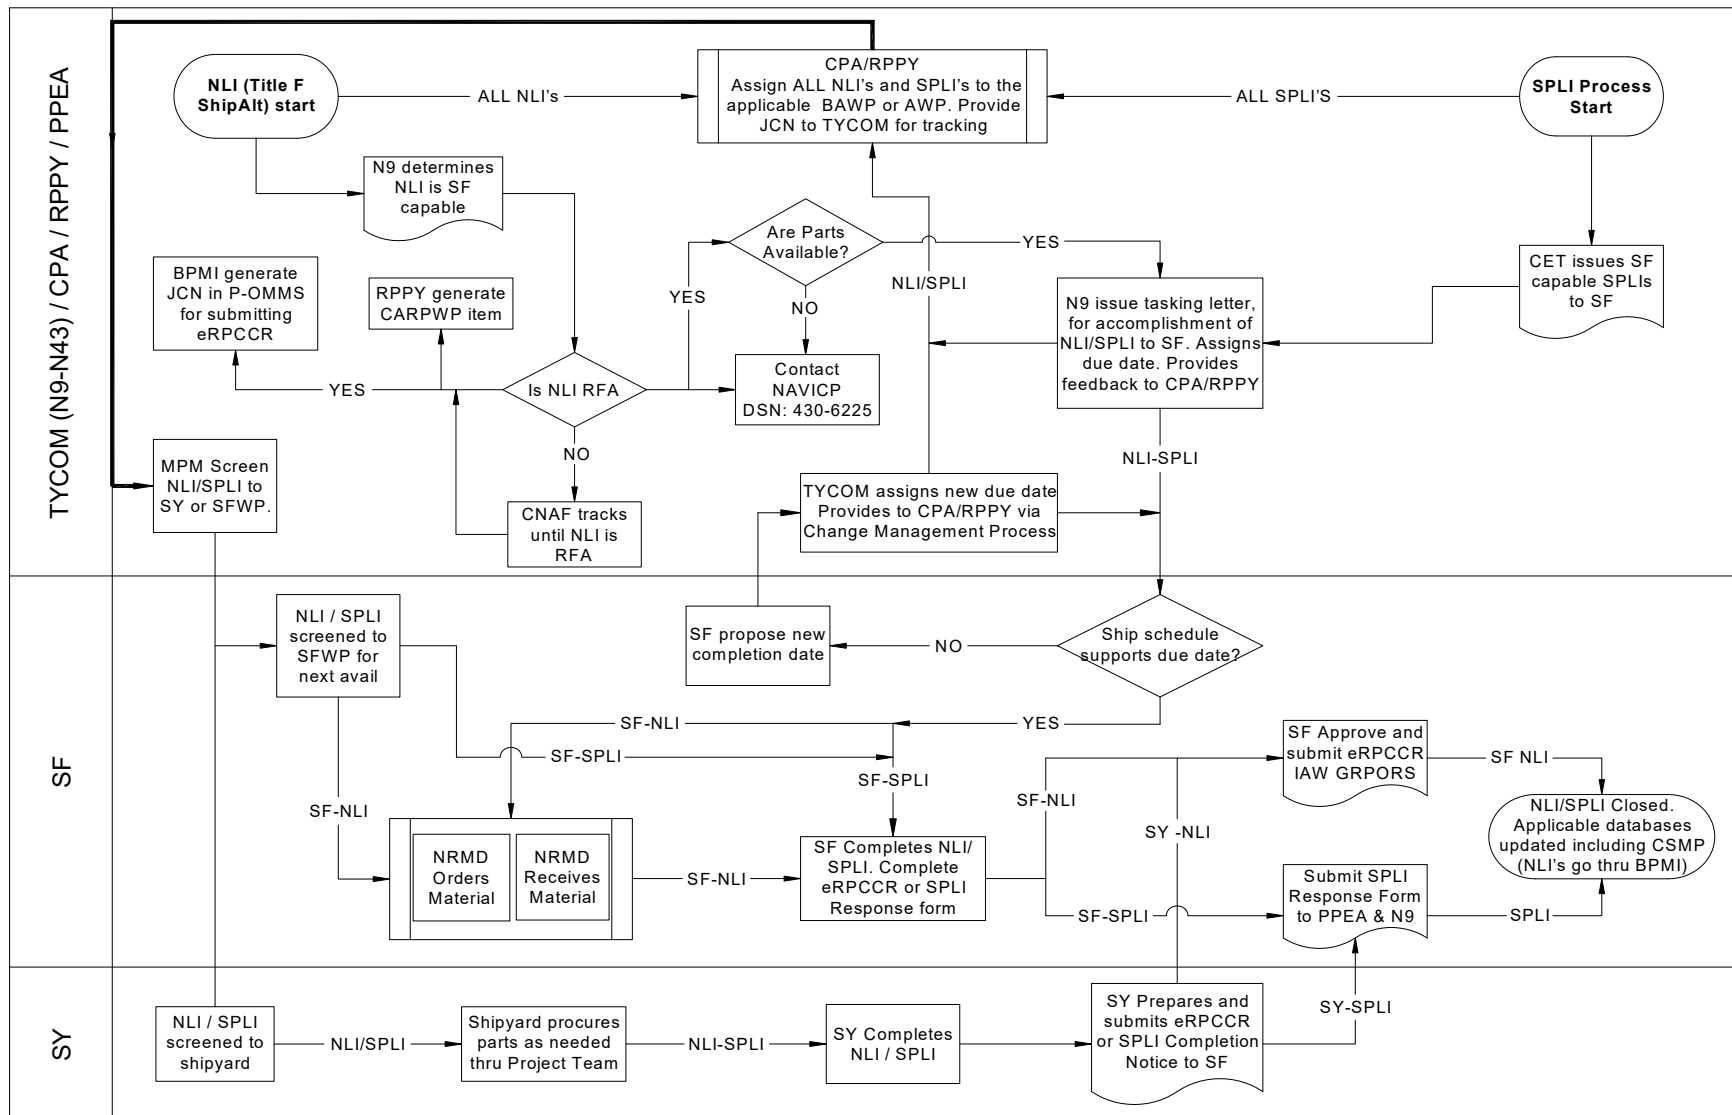 TYCOM (N9-N43) / CPA / RPPY / PPEA
NLI (Title F
ShipAlt) start
ALL NLI's
CPA/RPPY
Assign ALL NLI's and SPLI's to the
applicable BAWP or AWP. Provide
JCN to TYCOM for tracking
ALL SPLI'S
SPLI Process
Start
N9 determines
NLI is SF
capable
Are Parts
Available?
YES
NO
YES
NLI/SPLI
CET issues SF
capable SPLIs
to SF
BPMI generate
JCN in P-OMMS
for submitting
eRPCCR
RPPY generate
CARPWP item
N9 issue tasking letter,
for accomplishment of
NLI/SPLI to SF. Assigns
due date. Provides
feedback to CPA/RPPY
YES
Is NLI RFA
Contact
NAVICP
DSN: 430-6225
NO
NLI-SPLI
MPM Screen
NLI/SPLI to
SY or SFWP.
CNAF tracks
until NLI is
RFA
TYCOM assigns new due date
Provides to CPA/RPPY via
Change Management Process
SF
NLI / SPLI
screened to
SFWP for
next avail
SF propose new
completion date
NO
Ship schedule
supports due date?
SF-NLI
YES
SF-SPLI
SF-SPLI
SF-NLI
SF Approve and
submit eRPCCR
IAW GRPORS
SF NLI
NRMD
Orders
Material
NRMD
Receives
Material
SF-NLI
SF Completes NLI/
SPLI. Complete
eRPCCR or SPLI
Response form
SF-NLI
SY -NLI
SF-SPLI
NLI/SPLI Closed.
Applicable databases
updated including CSMP
(NLI's go thru BPMI)
Submit SPLI
Response Form
to PPEA & N9
SPLI
SY
NLI / SPLI
screened to
shipyard
NLI/SPLI
Shipyard procures
parts as needed
thru Project Team
NLI-SPLI
SY Completes
NLI / SPLI
SY Prepares and
submits eRPCCR
or SPLI Completion
Notice to SF
SY-SPLI